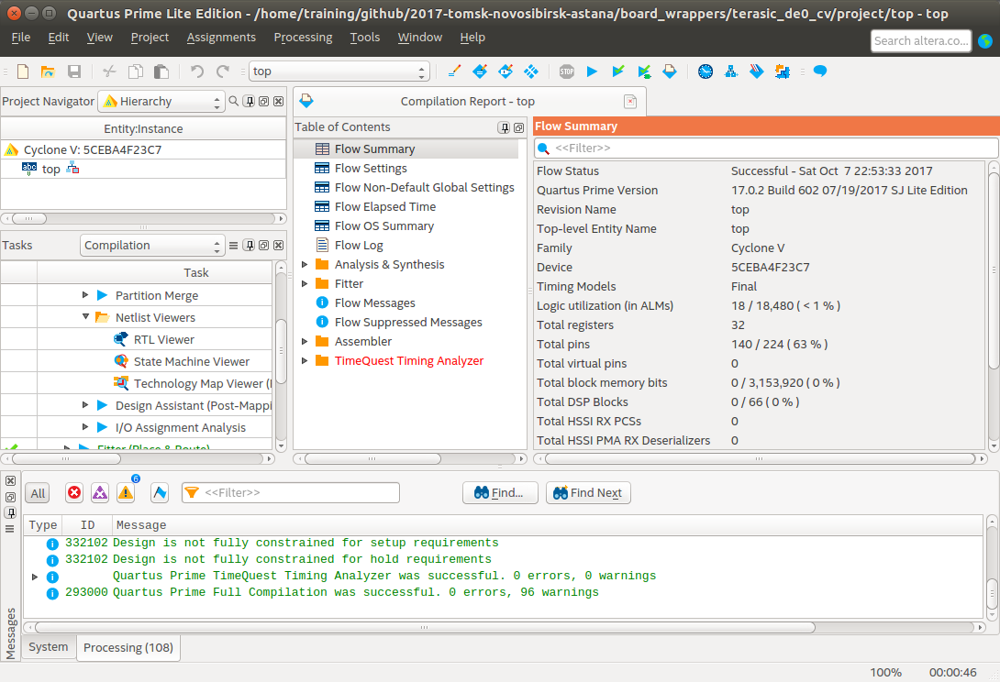 Quartus Prime Lite Edition - /home/training/github/2017-tomsk-novosibirsk-astana/board_wrappers/terasic_de0_cv/project/top - top
File Edit View Project Assignments Processing Tools Window Help Search altera.co...
top
STOP
Project Navigator Hierarchy
Entity:Instance
Cyclone V: 5CEBA4F23C7
abc top
Tasks Compilation
Task
Partition Merge
Netlist Viewers
RTL Viewer
State Machine Viewer
Technology Map Viewer (
Design Assistant (Post-Mappi
I/O Assignment Analysis
Fitter (Place & Route)
Compilation Report - top
Table of Contents
Flow Summary
Flow Settings
Flow Non-Default Global Settings
Flow Elapsed Time
Flow OS Summary
Flow Log
Analysis & Synthesis
Fitter
Flow Messages
Flow Suppressed Messages
Assembler
TimeQuest Timing Analyzer
Flow Summary
<<Filter>>
Flow Status Successful - Sat Oct 7 22:53:33 2017
Quartus Prime Version 17.0.2 Build 602 07/19/2017 SJ Lite Edition
Revision Name top
Top-level Entity Name top
Family Cyclone V
Device 5CEBA4F23C7
Timing Models Final
Logic utilization (in ALMs) 18 / 18,480 ( < 1 % )
Total registers 32
Total pins 140 / 224 ( 63 % )
Total virtual pins 0
Total block memory bits 0 / 3,153,920 ( 0 % )
Total DSP Blocks 0 / 66 ( 0 % )
Total HSSI RX PCSs 0
Total HSSI PMA RX Deserializers 0
All 6 <<Filter>> Find... Find Next
Type ID Message
332102 Design is not fully constrained for setup requirements
332102 Design is not fully constrained for hold requirements
Quartus Prime TimeQuest Timing Analyzer was successful. 0 errors, 0 warnings
293000 Quartus Prime Full Compilation was successful. 0 errors, 96 warnings
Messages
System Processing (108)
100% 00:00:46